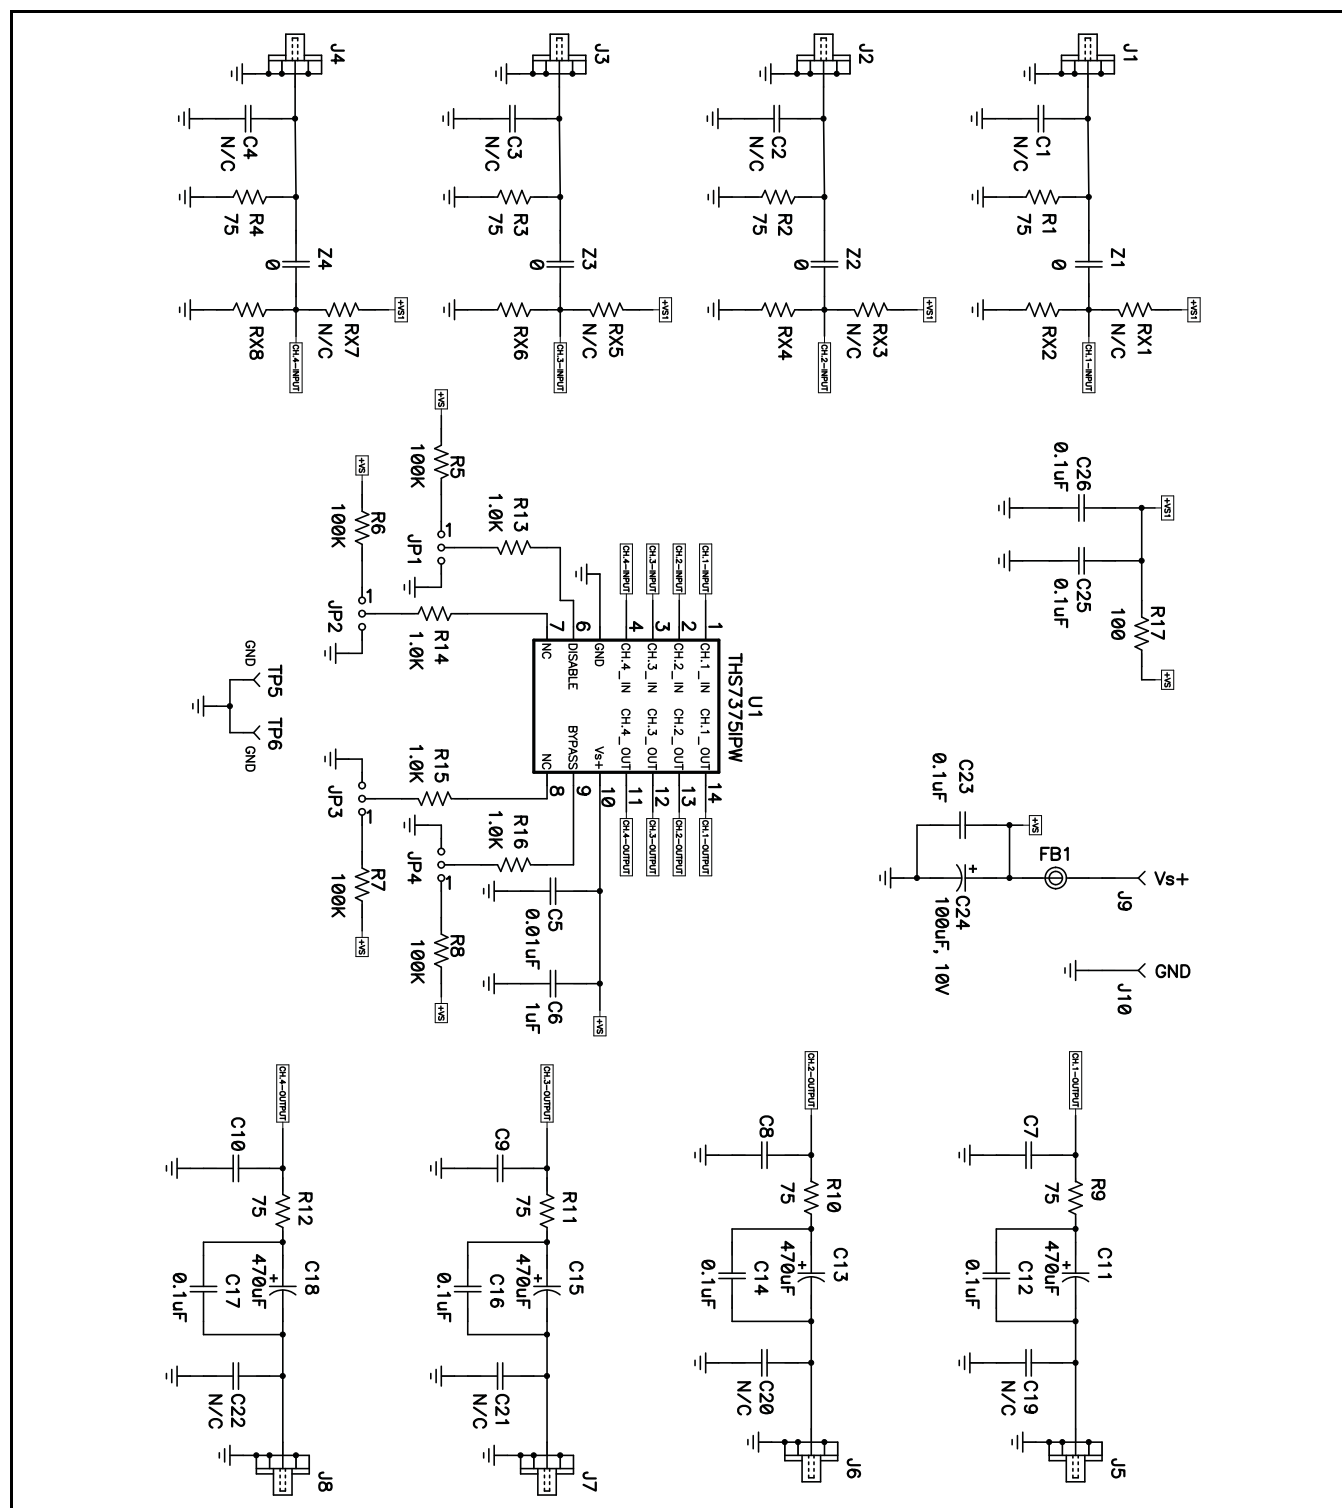 J1
C1
N/C
R1
75
Z1
0
+VS1
RX1
N/C
RX2
CH.1-INPUT
J2
C2
N/C
R2
75
Z2
0
+VS1
RX3
N/C
RX4
CH.2-INPUT
J3
C3
N/C
R3
75
Z3
0
+VS1
RX5
N/C
RX6
CH.3-INPUT
J4
C4
N/C
R4
75
Z4
0
+VS1
RX7
N/C
RX8
CH.4-INPUT
+VS1
C26
0.1uF
C25
0.1uF
R17
100
+VS
C23
0.1uF
+VS
FB1
Vs+
J9
C24
+
100uF, 10V
GND
J10
U1
THS7375IPW
CH.1-INPUT
1
CH.1_IN
CH.1_OUT
14
CH.1-OUTPUT
CH.2-INPUT
2
CH.2_IN
CH.2_OUT
13
CH.2-OUTPUT
CH.3-INPUT
3
CH.3_IN
CH.3_OUT
12
CH.3-OUTPUT
CH.4-INPUT
4
CH.4_IN
CH.4_OUT
11
CH.4-OUTPUT
GND
Vs+
10
6
DISABLE
BYPASS
9
7
NC
NC
8
+VS
R5
100K
1
JP1
R13
1.0K
+VS
R6
100K
1
JP2
R14
1.0K
GND
TP5
TP6
GND
R15
1.0K
JP3
1
R7
100K
+VS
R16
1.0K
JP4
1
R8
100K
+VS
C5
0.01uF
C6
1uF
+VS
CH.1-OUTPUT
C7
R9
75
C11
+
470uF
C12
0.1uF
C19
N/C
J5
CH.2-OUTPUT
C8
R10
75
C13
+
470uF
C14
0.1uF
C20
N/C
J6
CH.3-OUTPUT
C9
R11
75
C15
+
470uF
C16
0.1uF
C21
N/C
J7
CH.4-OUTPUT
C10
R12
75
C18
+
470uF
C17
0.1uF
C22
N/C
J8